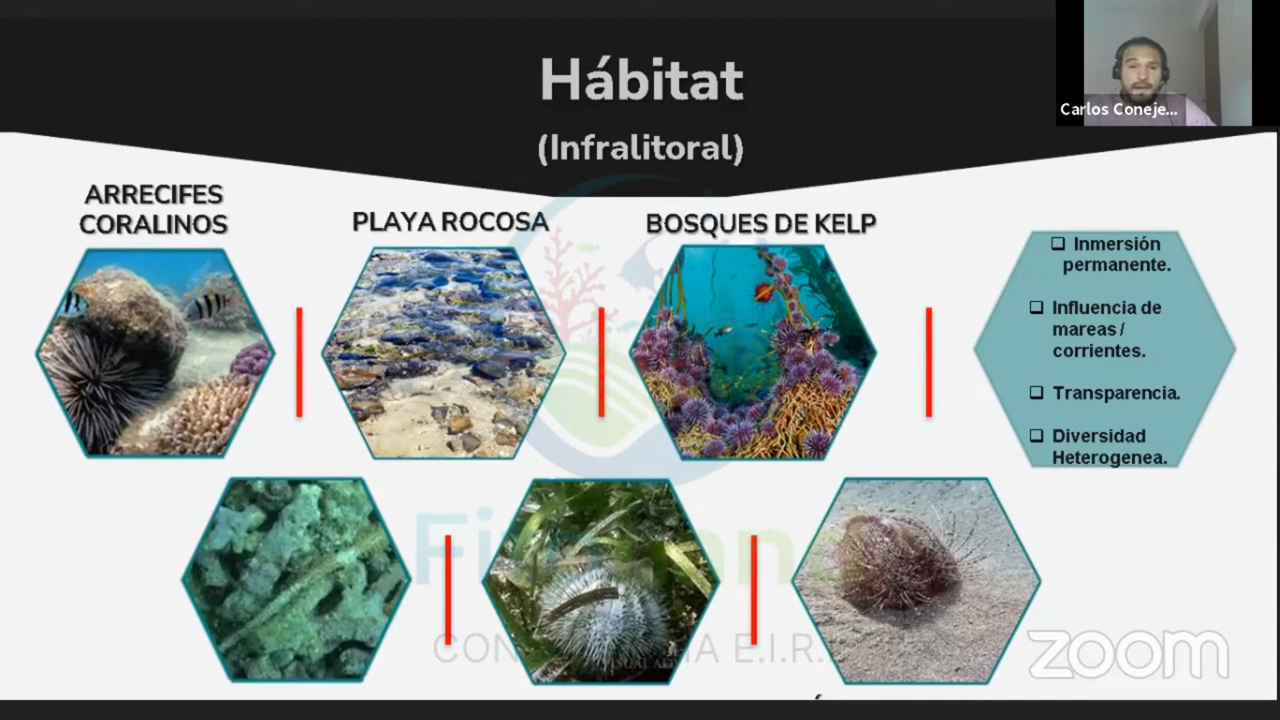 Hábitat
(Infralitoral)
Carlos Coneje...
ARRECIFES
CORALINOS
PLAYA ROCOSA
BOSQUES DE KELP
❑ Inmersión
permanente.
❑ Influencia de
mareas /
corrientes.
❑ Transparencia.
❑ Diversidad
Heterogenea.
E.I.R.L
zoom